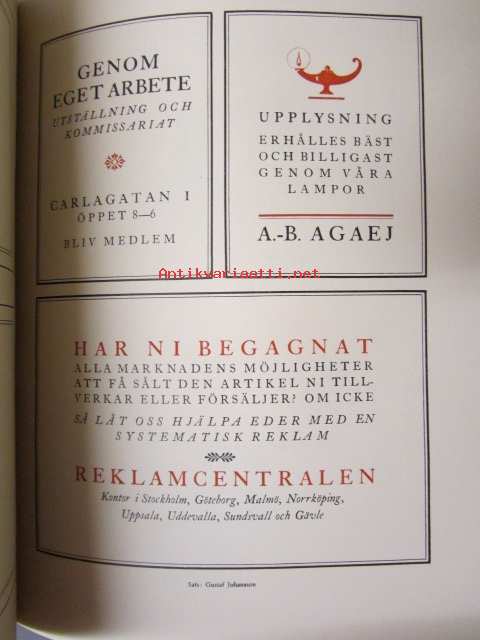 GENOM
EGET ARBETE
UTSTÄLLNING OCH
KOMMISSARIAT
CARLAGATAN 1
ÖPPET 8—6
BLIV MEDLEM
UPPLYSNING
ERHÅLLES BÄST
OCH BILLIGAST
GENOM VÅRA
LAMPOR
A.-B. AGAEJ
Antikvariaatti.net
HAR NI BEGAGNAT
ALLA MARKNADENS MÖJLIGHETER
ATT FÅ SÅLT DEN ARTIKEL NI TILL-
VERKAR ELLER FÖRSÄLJER? OM ICKE
SÅ LÅT OSS HJÄLPA EDER MED EN
SYSTEMATISK REKLAM
REKLAMCENTRALEN
Kontor i Stockholm, Göteborg, Malmö, Norrköping,
Uppsala, Uddevalla, Sundsvall och Gävle
Sats: Gustaf Johansson